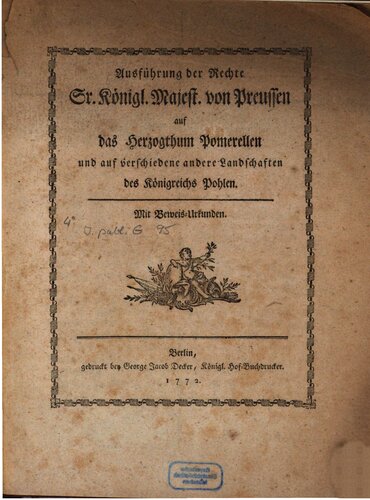 Ausführung der Rechte
Sr. Königl. Majest. von Preussen
auf
das Herzogthum Pomerellen
und auf verschiedene andere Landschaften
des Königreichs Pohlen.
Mit Beweis-Urkunden.
4°
J. publ. G 95
Berlin,
gedruckt bey George Jacob Decker, Königl. Hof-Buchdrucker.
1772.